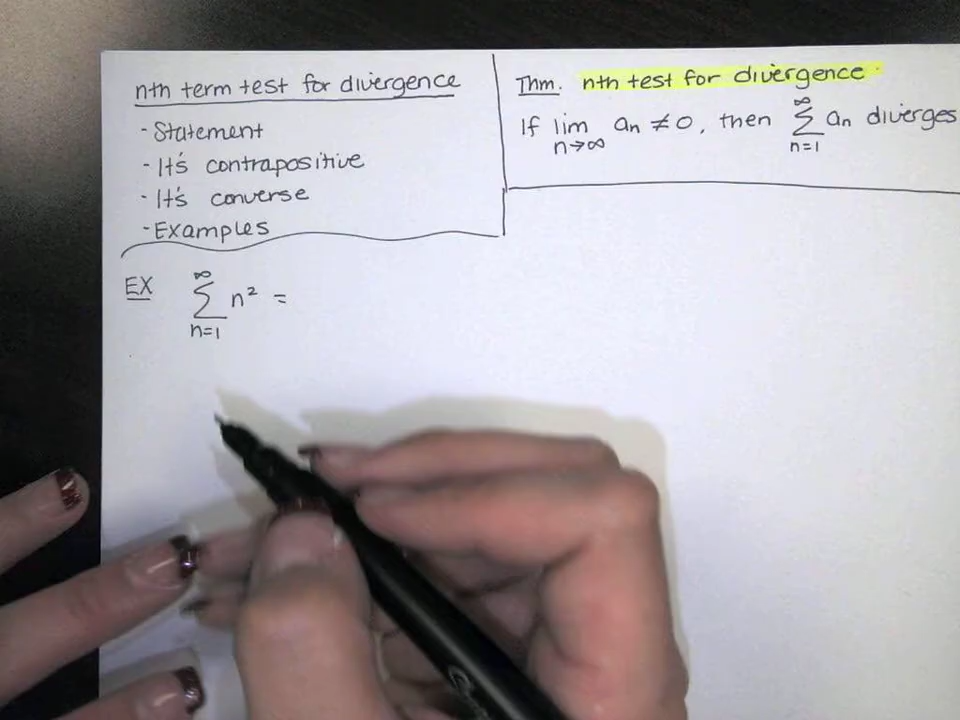 nth term test for divergence
- Statement
- It's contrapositive
- It's converse
- Examples
Thm. nth test for divergence
If lim n→∞ an ≠ 0, then ∞ Σ n=1 an diverges
EX ∞ Σ n=1 n² =